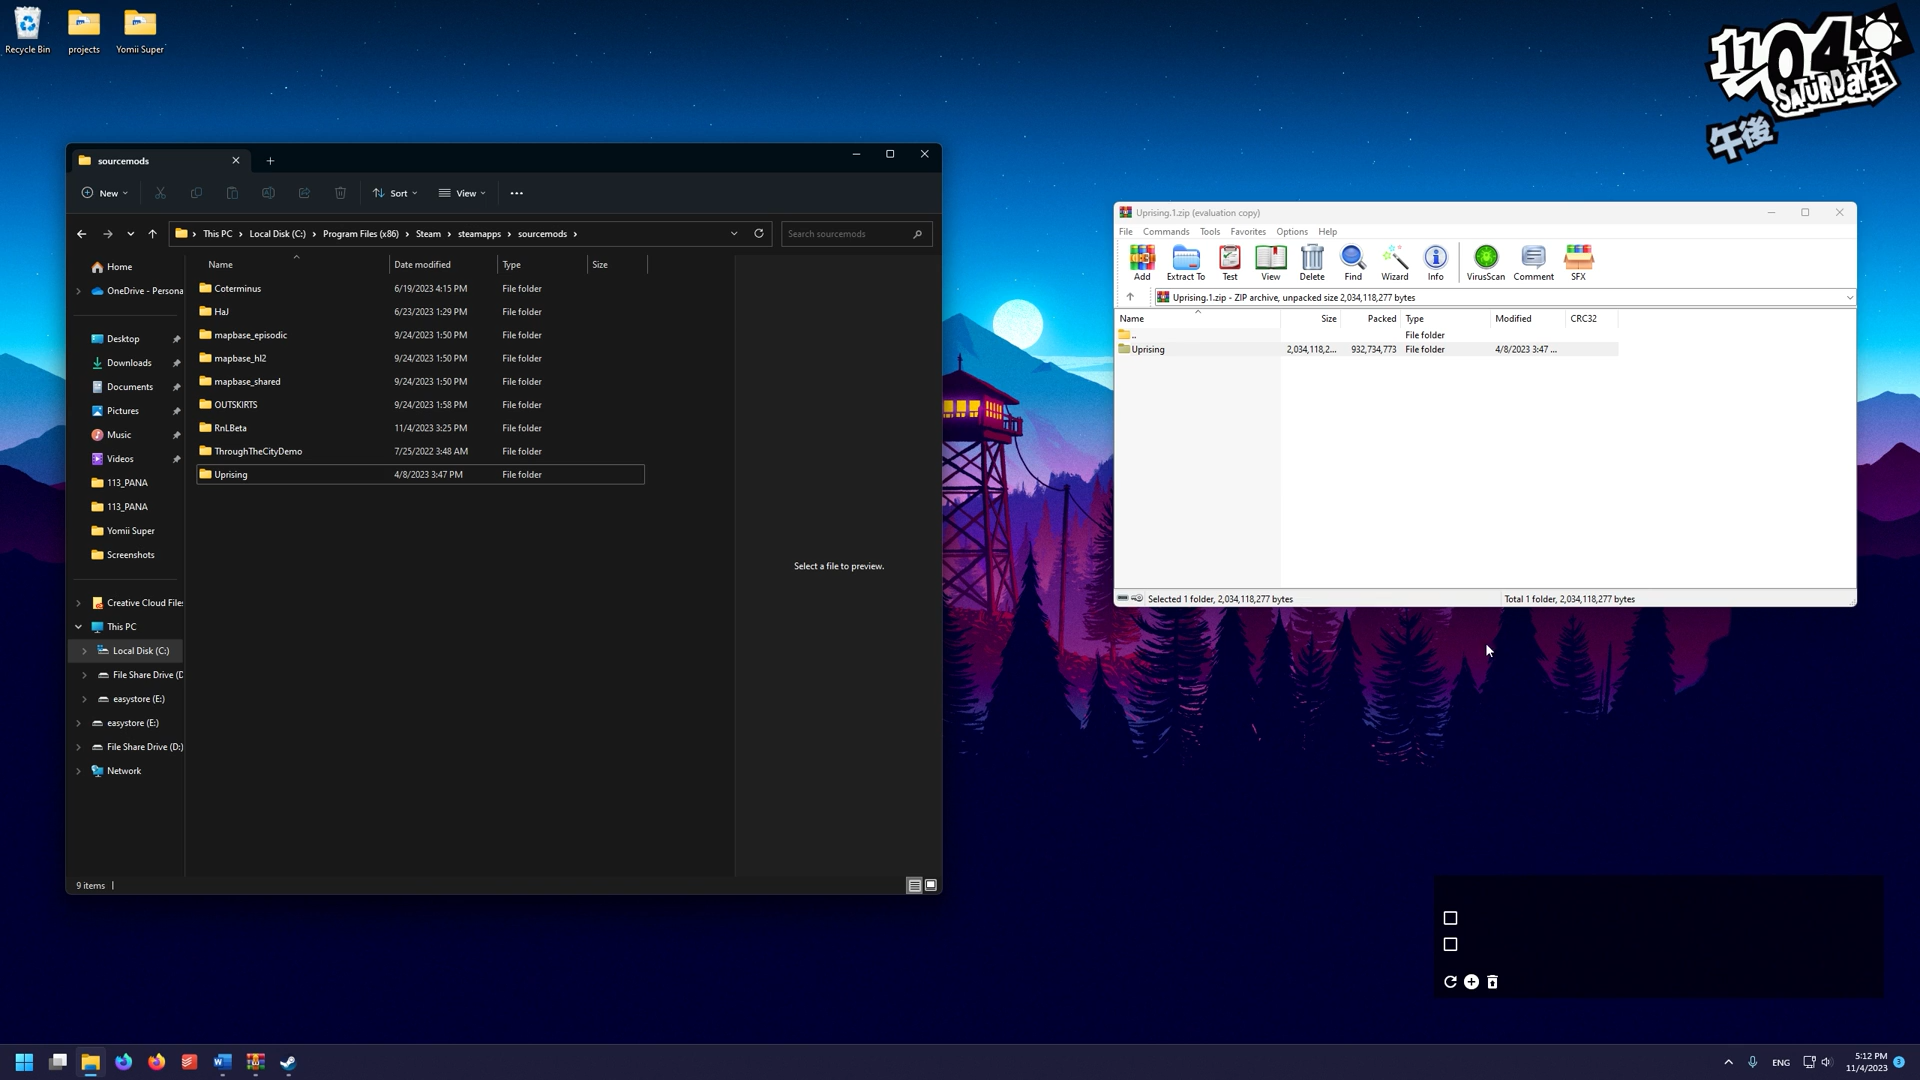 Recycle Bin
projects
Yomii Super
1104
SATURDAY土
午後
sourcemods
New
Sort
View
This PC > Local Disk (C:) > Program Files (x86) > Steam > steamapps > sourcemods >
Search sourcemods
Name Date modified Type Size
Coterminus 6/19/2023 4:15 PM File folder
HaJ 6/23/2023 1:29 PM File folder
mapbase_episodic 9/24/2023 1:50 PM File folder
mapbase_hl2 9/24/2023 1:50 PM File folder
mapbase_shared 9/24/2023 1:50 PM File folder
OUTSKIRTS 9/24/2023 1:58 PM File folder
RnLBeta 11/4/2023 3:25 PM File folder
ThroughTheCityDemo 7/25/2022 3:48 AM File folder
Uprising 4/8/2023 3:47 PM File folder
Home
OneDrive - Persona
Desktop
Downloads
Documents
Pictures
Music
Videos
113_PANA
113_PANA
Yomii Super
Screenshots
Creative Cloud Files
This PC
Local Disk (C:)
File Share Drive (D
easystore (E:)
easystore (E:)
File Share Drive (D:)
Network
Select a file to preview.
9 items
Uprising.1.zip (evaluation copy)
File Commands Tools Favorites Options Help
Add Extract To Test View Delete Find Wizard Info VirusScan Comment SFX
Uprising.1.zip - ZIP archive, unpacked size 2,034,118,277 bytes
Name Size Packed Type Modified CRC32
.. File folder
Uprising 2,034,118,2... 932,734,773 File folder 4/8/2023 3:47 ...
Selected 1 folder, 2,034,118,277 bytes
Total 1 folder, 2,034,118,277 bytes
ENG
5:12 PM
11/4/2023
3